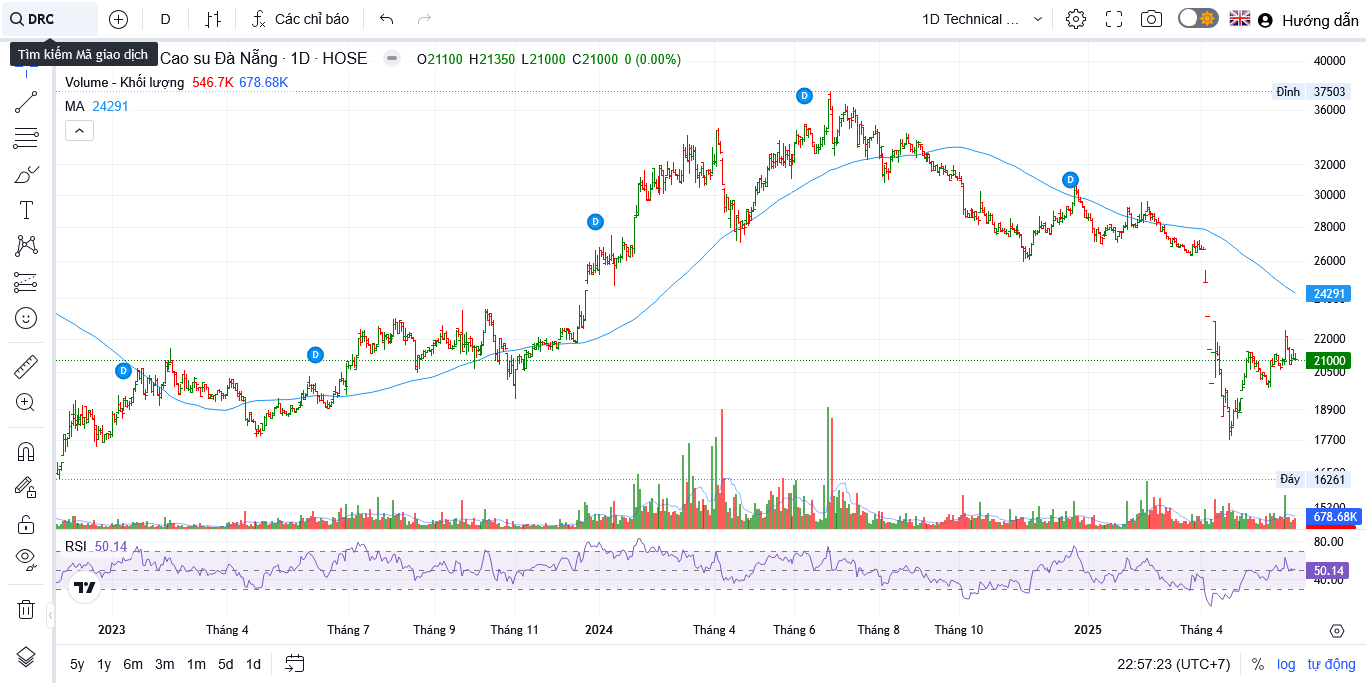 DRC
D
Các chỉ báo
1D Technical ...
Hướng dẫn
Tìm kiếm Mã giao dịch
Cao su Đà Nẵng · 1D · HOSE
O21100 H21350 L21000 C21000 0 (0.00%)
Volume - Khối lượng 546.7K 678.68K
MA 24291
40000
Đỉnh 37503
36000
32000
30000
28000
26000
24291
22000
21000
20500
18900
17700
Đáy 16261
678.68K
D
D
D
D
D
RSI 50.14
80.00
50.14
40.00
2023 Tháng 4 Tháng 7 Tháng 9 Tháng 11 2024 Tháng 4 Tháng 6 Tháng 8 Tháng 10 2025 Tháng 4
5y 1y 6m 3m 1m 5d 1d
22:57:23 (UTC+7) % log tự động